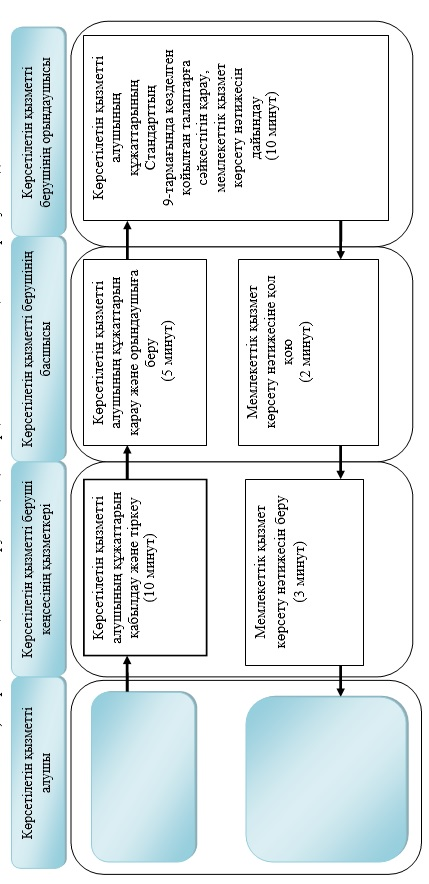 Көрсетілетін қызметті
алушы
Көрсетілетін қызметті беруші
кеңсесінің қызметкері
Көрсетілетін қызметті берушінің
басшысы
Көрсетілетін қызметті
берушінің орындаушысы
Көрсетілетін қызметті
алушының құжаттарын
қабылдау және тіркеу
(10 минут)
Көрсетілетін қызметті
алушының құжаттарын
қарау және орындаушыға
беру
(5 минут)
Көрсетілетін қызметті
алушының
құжаттарының
Стандарттың
9-тармағында көзделген
қойылған талаптарға
сәйкестігін қарау,
мемлекеттік қызмет
көрсету нәтижесін
дайындау
(10 минут)
Мемлекеттік қызмет
көрсету нәтижесіне қол
қою
(2 минут)
Мемлекеттік қызмет
көрсету нәтижесін беру
(3 минут)